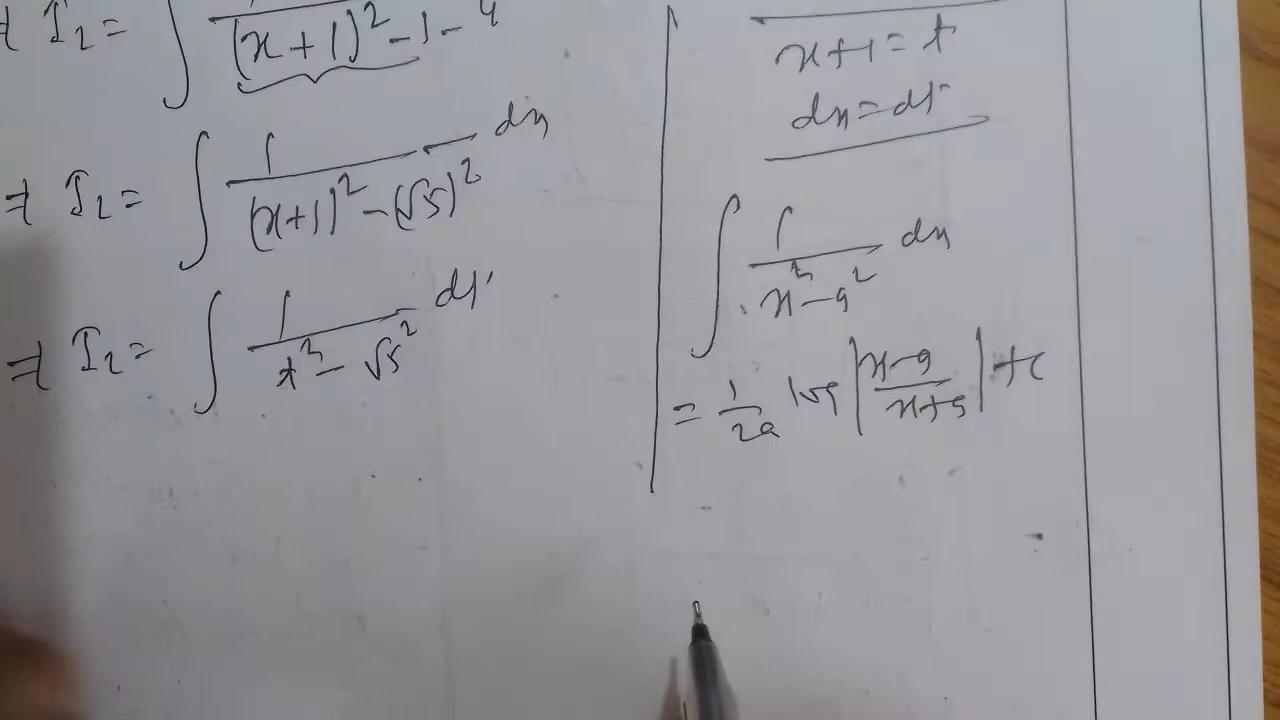 ⇒ I₂ = ∫ 1/((x+1)² - 1 - 4)
⇒ I₂ = ∫ 1/((x+1)² - (√5)²) dx
⇒ I₂ = ∫ 1/(t² - √5²) dt
x+1 = t
dx = dt
∫ 1/(x² - a²) dx
= 1/2a log |x-a/x+a| + c